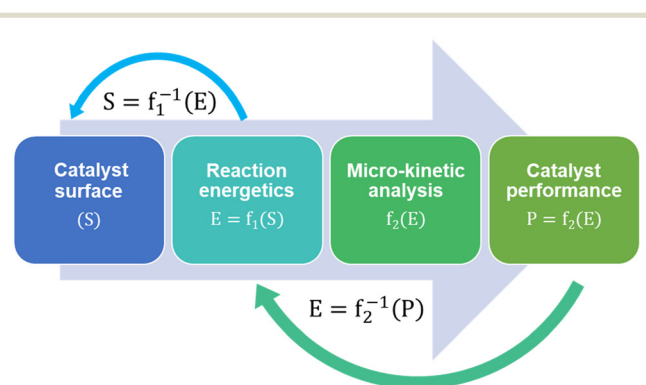 S = f₁⁻¹(E)
Catalyst
surface
(S)
Reaction
energetics
E = f₁(S)
Micro-kinetic
analysis
f₂(E)
Catalyst
performance
P = f₂(E)
E = f₂⁻¹(P)